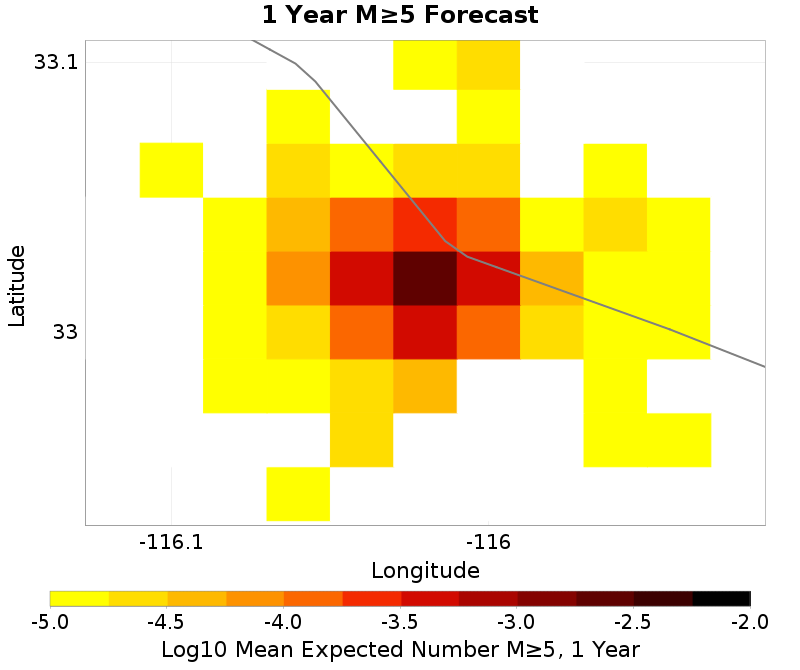 1 Year M≥5 Forecast
33.1
33
Latitude
-116.1 -116
Longitude
-5.0 -4.5 -4.0 -3.5 -3.0 -2.5 -2.0
Log10 Mean Expected Number M≥5, 1 Year